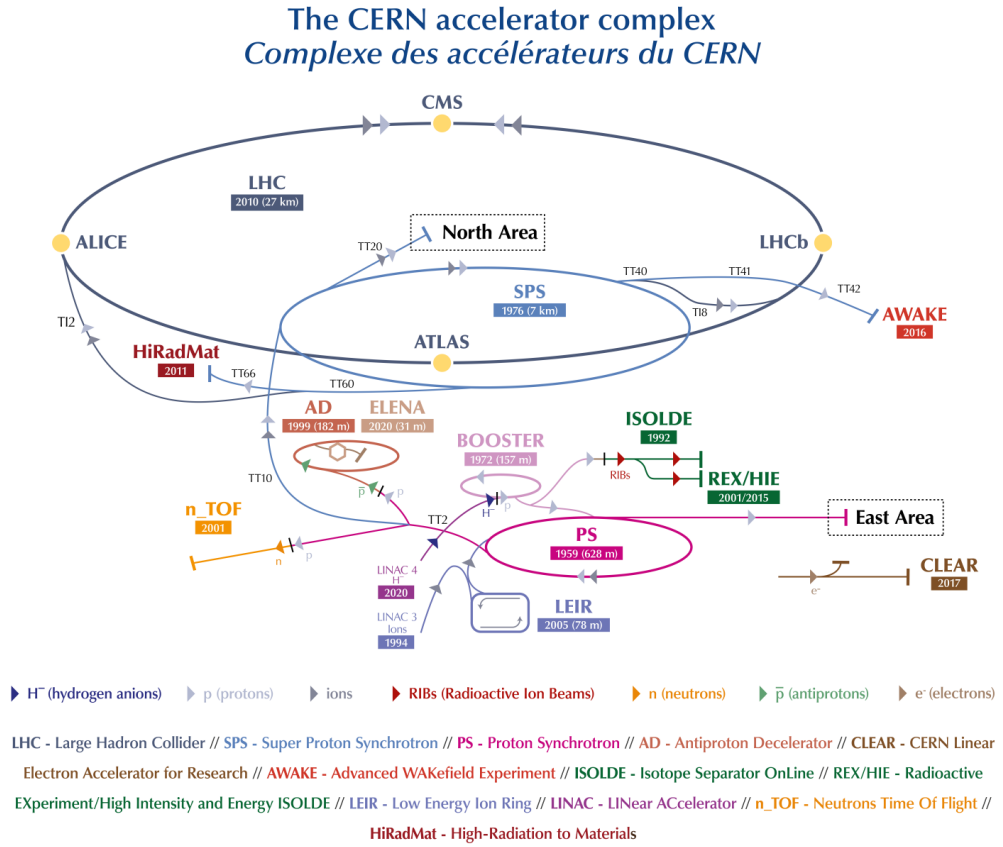 The CERN accelerator complex
Complexe des accélérateurs du CERN
CMS
LHC
2010 (27 km)
North Area
TT20
ALICE
LHCb
TT40
TT41
TT42
SPS
1976 (7 km)
TI8
AWAKE
2016
TI2
ATLAS
HiRadMat
2011
TT66
TT60
AD
1999 (182 m)
ELENA
2020 (31 m)
ISOLDE
1992
BOOSTER
1972 (157 m)
RIBs
REX/HIE
2001/2015
TT10
p̅
p
H⁻
p
n_TOF
2001
TT2
East Area
PS
1959 (628 m)
n
p
LINAC 4
H⁻
2020
CLEAR
2017
e⁻
LINAC 3
Ions
1994
LEIR
2005 (78 m)
H⁻ (hydrogen anions)
p (protons)
ions
RIBs (Radioactive Ion Beams)
n (neutrons)
p̅ (antiprotons)
e⁻ (electrons)
LHC - Large Hadron Collider // SPS - Super Proton Synchrotron // PS - Proton Synchrotron // AD - Antiproton Decelerator // CLEAR - CERN Linear
Electron Accelerator for Research // AWAKE - Advanced WAKefield Experiment // ISOLDE - Isotope Separator OnLine // REX/HIE - Radioactive
EXperiment/High Intensity and Energy ISOLDE // LEIR - Low Energy Ion Ring // LINAC - LINear ACcelerator // n_TOF - Neutrons Time Of Flight //
HiRadMat - High-Radiation to Materials